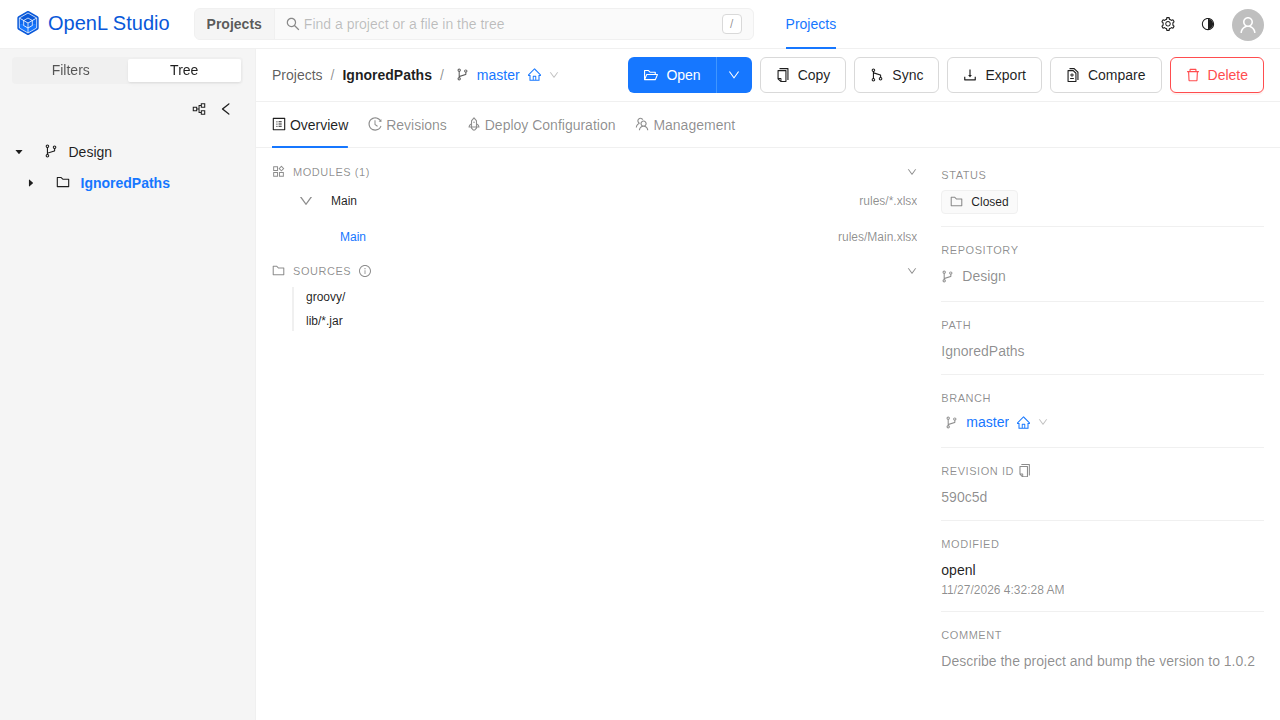 OpenL Studio
Projects
Find a project or a file in the tree
/
Projects
Filters
Tree
Design
IgnoredPaths
Projects / IgnoredPaths / master
Open
Copy
Sync
Export
Compare
Delete
Overview
Revisions
Deploy Configuration
Management
MODULES (1)
Main
rules/*.xlsx
Main
rules/Main.xlsx
SOURCES
groovy/
lib/*.jar
STATUS
Closed
REPOSITORY
Design
PATH
IgnoredPaths
BRANCH
master
REVISION ID
590c5d
MODIFIED
openl
11/27/2026 4:32:28 AM
COMMENT
Describe the project and bump the version to 1.0.2